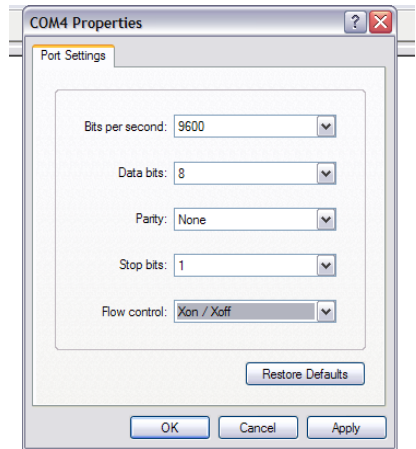 COM4 Properties
Port Settings
Bits per second: 9600
Data bits: 8
Parity: None
Stop bits: 1
Flow control: Xon / Xoff
Restore Defaults
OK Cancel Apply